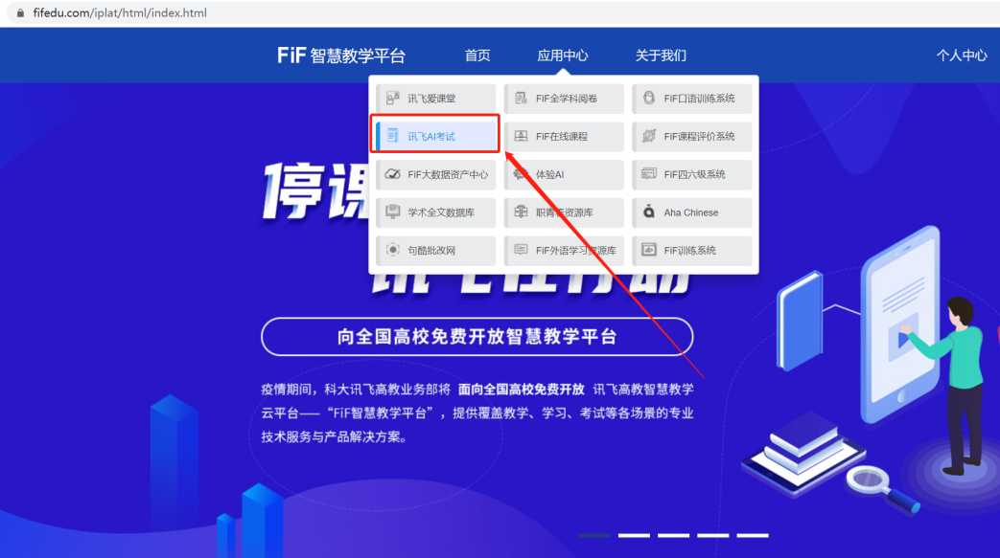 fifedu.com/iplat/html/index.html
FiF 智慧教学平台 首页 应用中心 关于我们 个人中心
讯飞爱课堂 FiF全学科阅卷 FiF口语训练系统
讯飞AI考试 FiF在线课程 FiF课程评价系统
FiF大数据资产中心 体验AI FiF四六级系统
学术全文数据库 职青春资源库 Aha Chinese
句酷批改网 FiF外语学习资源库 FiF训练系统
停课
向全国高校免费开放智慧教学平台
疫情期间，科大讯飞高教业务部将 面向全国高校免费开放 讯飞高教智慧教学
云平台——“FiF智慧教学平台”，提供覆盖教学、学习、考试等各场景的专业
技术服务与产品解决方案。